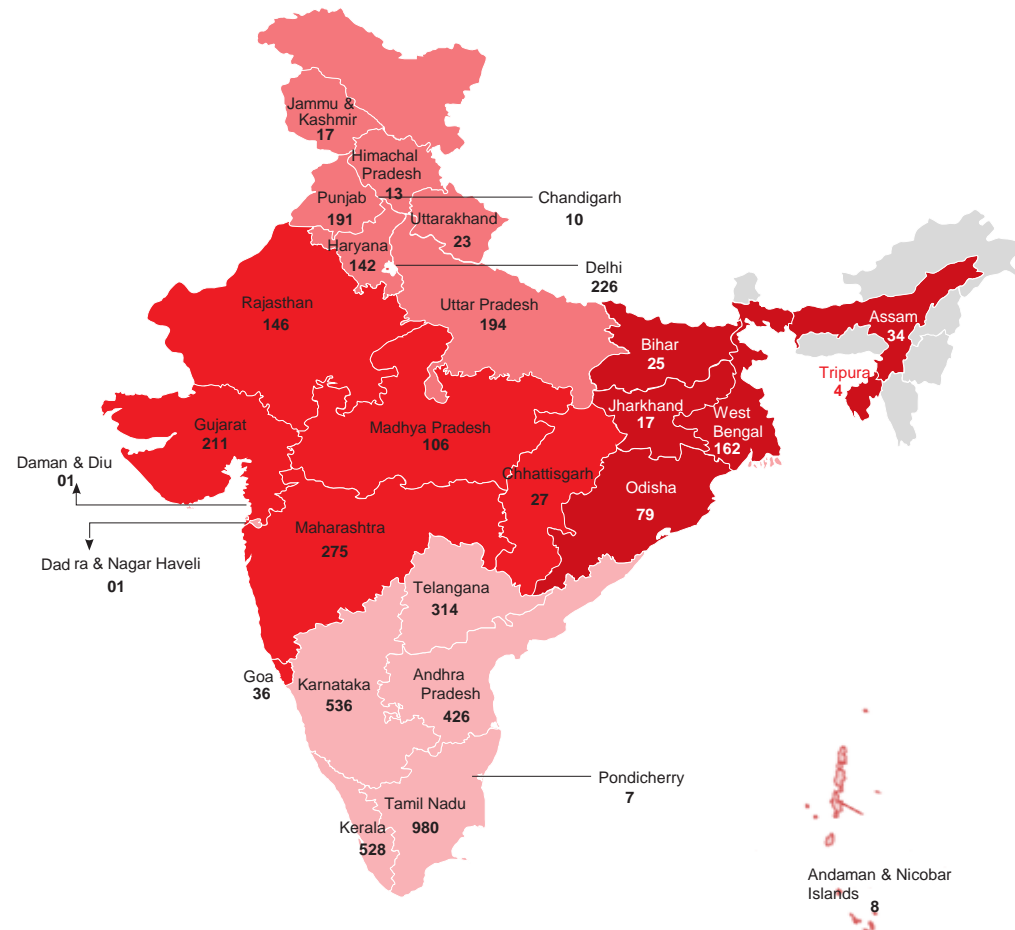 Jammu &
Kashmir
17
Himachal
Pradesh
13
Punjab
191
Chandigarh
10
Uttarakhand
23
Haryana
142
Delhi
226
Rajasthan
146
Uttar Pradesh
194
Assam
34
Bihar
25
Tripura
4
Jharkhand
17
West
Bengal
162
Gujarat
211
Madhya Pradesh
106
Daman & Diu
01
Chhattisgarh
27
Odisha
79
Maharashtra
275
Dad ra & Nagar Haveli
01
Telangana
314
Goa
36
Karnataka
536
Andhra
Pradesh
426
Pondicherry
7
Tamil Nadu
980
Kerala
528
Andaman & Nicobar
Islands
8